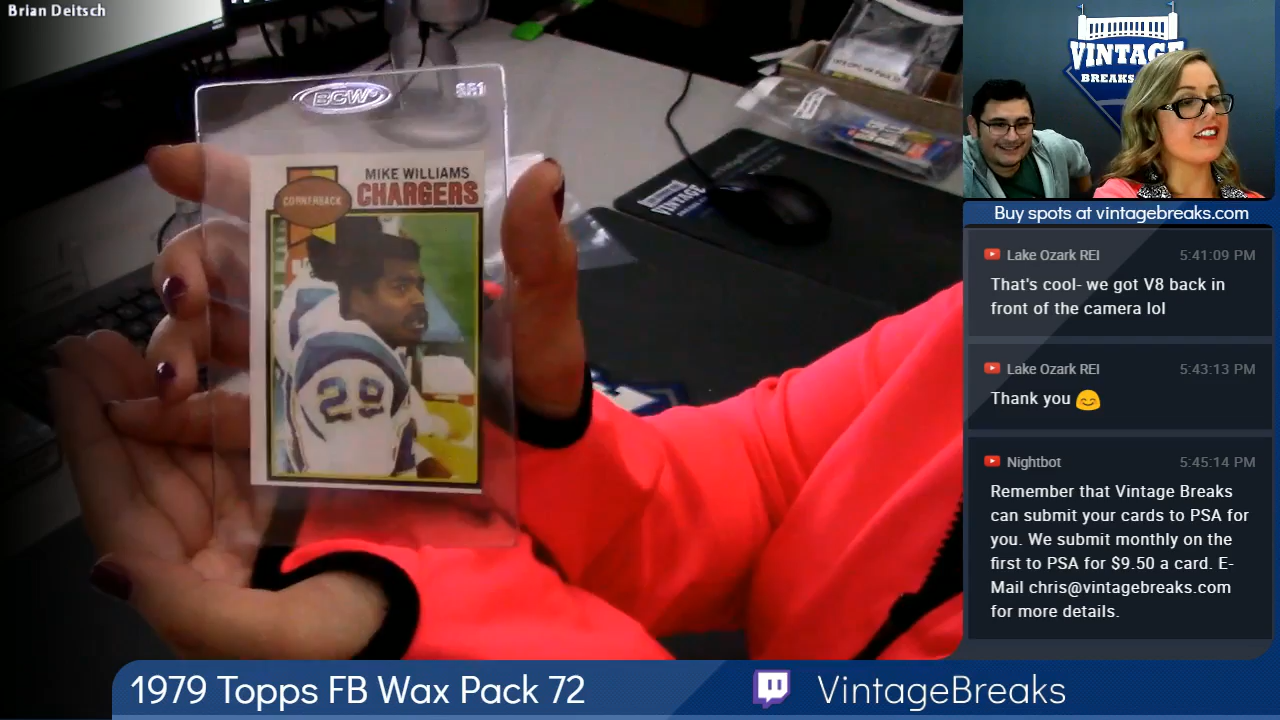 Brian Deitsch
BCW
SR1
MIKE WILLIAMS
CHARGERS
CORNERBACK
29
VINTAGE
BREAKS
Buy spots at vintagebreaks.com
Lake Ozark REI 5:41:09 PM
That's cool- we got V8 back in
front of the camera lol
Lake Ozark REI 5:43:13 PM
Thank you 😊
Nightbot 5:45:14 PM
Remember that Vintage Breaks
can submit your cards to PSA for
you. We submit monthly on the
first to PSA for $9.50 a card. E-
Mail chris@vintagebreaks.com
for more details.
1979 Topps FB Wax Pack 72
VintageBreaks